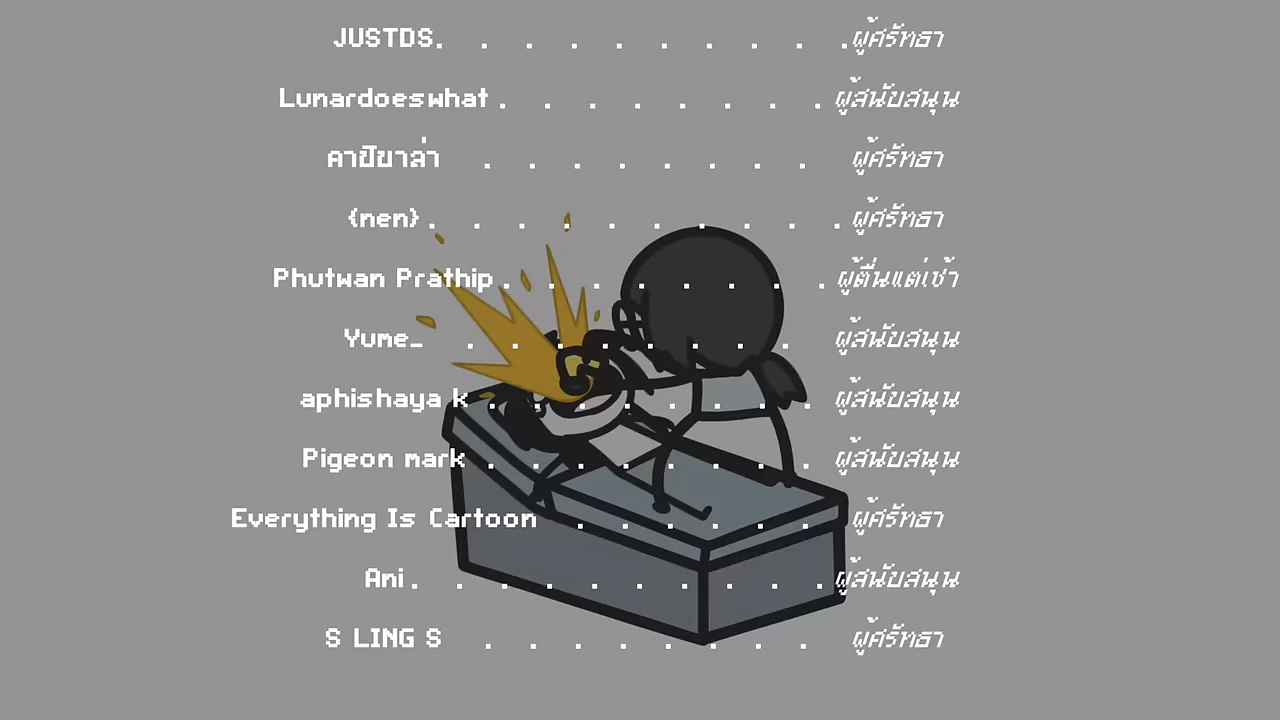 JUSTDS. . . . . . . . . .ผู้ศรัทธา
Lunardoeswhat . . . . . . . . ผู้สนับสนุน
คาปิบาล่า . . . . . . . . ผู้ศรัทธา
{nen} . . . . . . . . . . ผู้ศรัทธา
Phutwan Prathip . . . . . . . . ผู้ตื่นแต่เช้า
Yume_ . . . . . . . . ผู้สนับสนุน
aphishaya k . . . . . . . . ผู้สนับสนุน
Pigeon mark . . . . . . . . ผู้สนับสนุน
Everything Is Cartoon . . . . . . ผู้ศรัทธา
Ani . . . . . . . . . . ผู้สนับสนุน
S LING S . . . . . . . . ผู้ศรัทธา